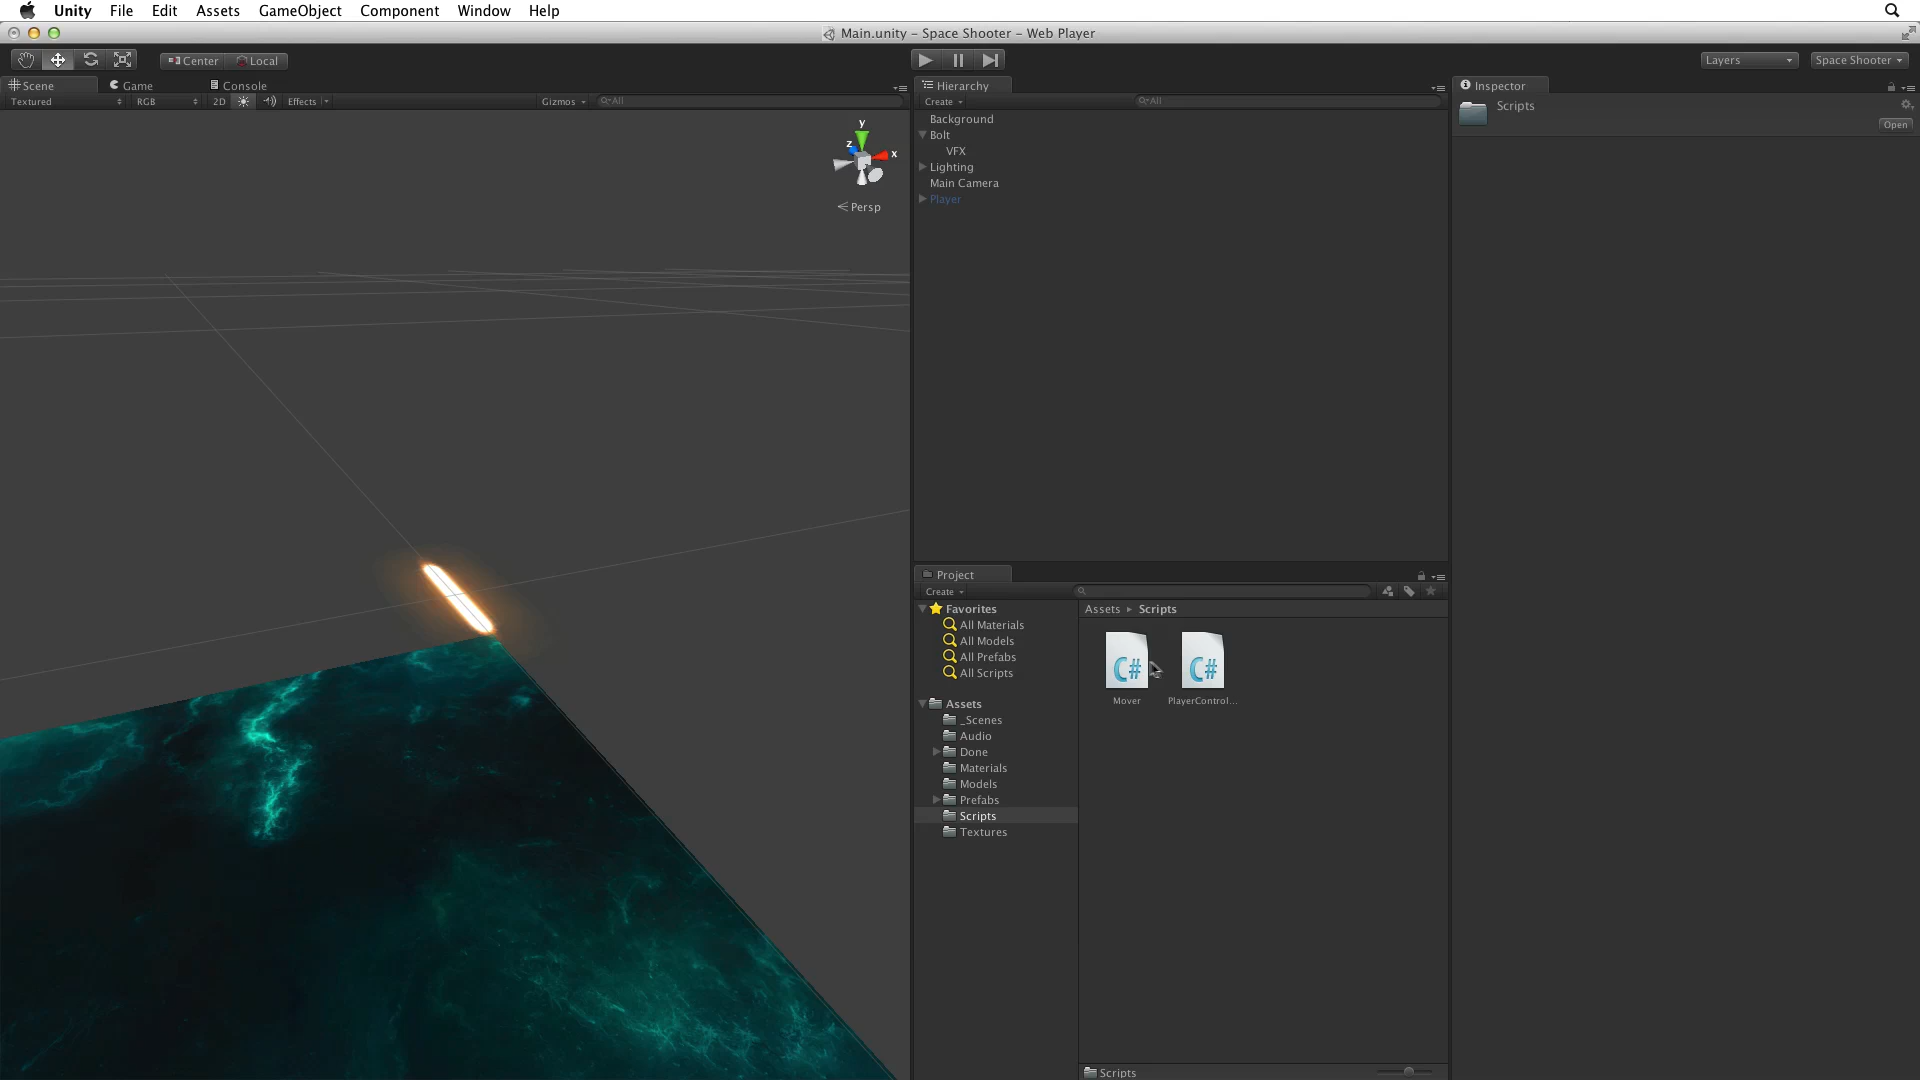 Unity File Edit Assets GameObject Component Window Help
Main.unity – Space Shooter – Web Player
Center Local
Layers Space Shooter
Scene Game Console
Textured RGB 2D Effects Gizmos All
y
z
x
Persp
Hierarchy
Create All
Background
Bolt
VFX
Lighting
Main Camera
Player
Inspector
Scripts
Open
Project
Create
Favorites
All Materials
All Models
All Prefabs
All Scripts
Assets
_Scenes
Audio
Done
Materials
Models
Prefabs
Scripts
Textures
Assets Scripts
C# C#
Mover PlayerControl...
Scripts